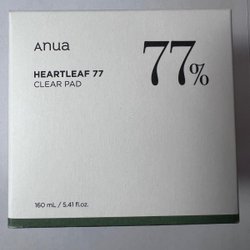 Anua
77%
HEARTLEAF 77
CLEAR PAD
160 mL / 5.41 fl.oz.